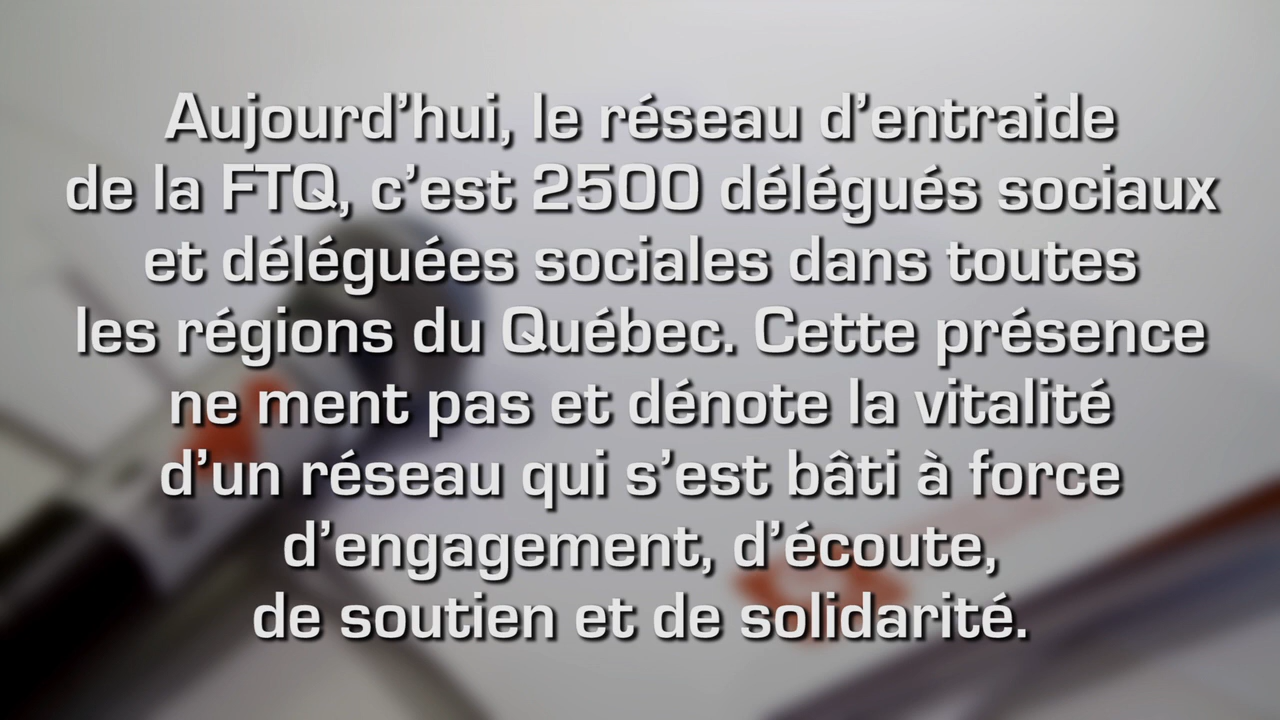 Aujourd’hui, le réseau d’entraide
de la FTQ, c’est 2500 délégués sociaux
et déléguées sociales dans toutes
les régions du Québec. Cette présence
ne ment pas et dénote la vitalité
d’un réseau qui s’est bâti à force
d’engagement, d’écoute,
de soutien et de solidarité.